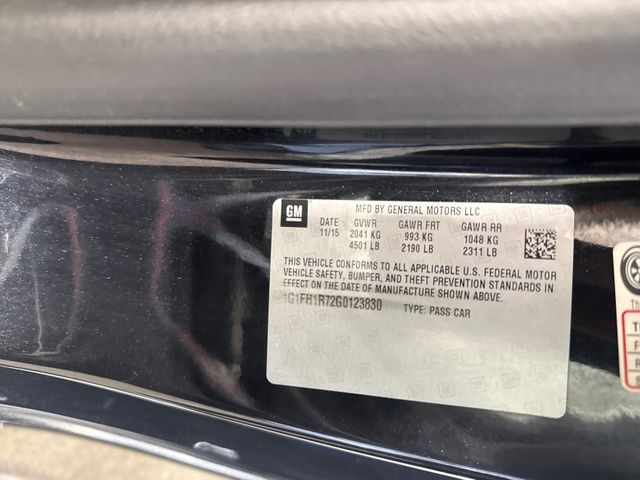 GM
MFD BY GENERAL MOTORS LLC
DATE GVWR GAWR FRT GAWR RR
11/15 2041 KG 993 KG 1048 KG
4501 LB 2190 LB 2311 LB
THIS VEHICLE CONFORMS TO ALL APPLICABLE U.S. FEDERAL MOTOR
VEHICLE SAFETY, BUMPER, AND THEFT PREVENTION STANDARDS IN
EFFECT ON THE DATE OF MANUFACTURE SHOWN ABOVE.
1G1FH1R72G0123830 TYPE: PASS CAR